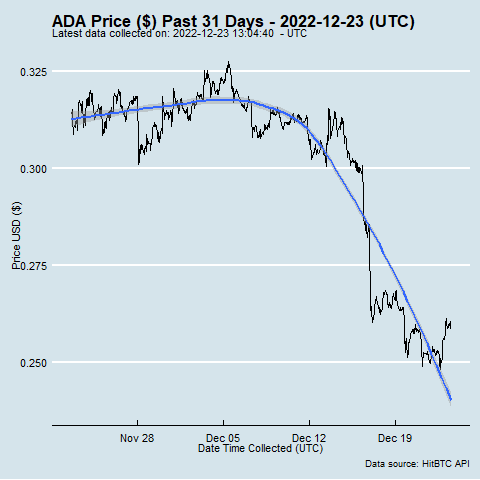 ADA Price ($) Past 31 Days - 2022-12-23 (UTC)
Latest data collected on: 2022-12-23 13:04:40 - UTC
0.325
0.300
0.275
0.250
Price USD ($)
Nov 28 Dec 05 Dec 12 Dec 19
Date Time Collected (UTC)
Data source: HitBTC API